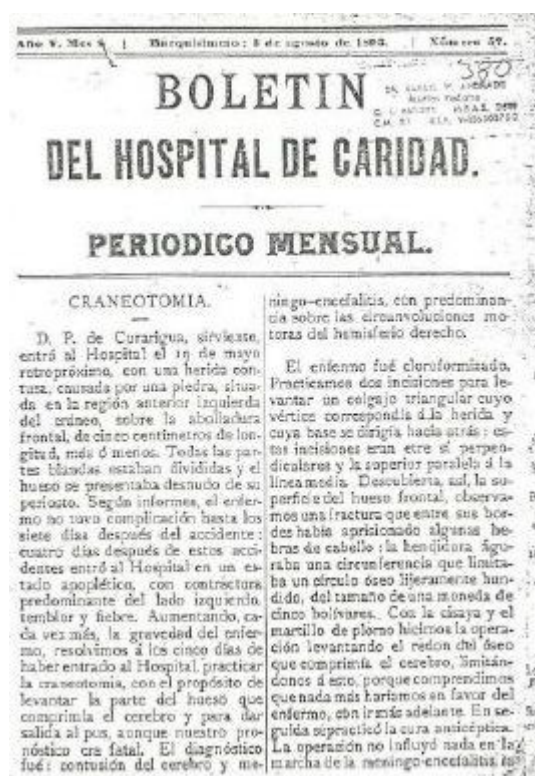 Año V. Mes
Barquisimeto: 5 de agosto de 1893.
Número 57.
380
BOLETIN
DEL HOSPITAL DE CARIDAD.
PERIODICO MENSUAL.
CRANEOTOMIA.
D. P. de Curarigua, sirviente,
entró al Hospital el 19 de mayo
retropróximo, con una herida con-
tusa, causada por una piedra, situa-
da en la región anterior izquierda
del cráneo, sobre la abolladura
frontal, de cinco centímetros de lon-
gitud, más ó menos. Todas las par-
tes blandas estaban divididas y el
hueso se presentaba desnudo de su
periosto. Según informes, el enfer-
mo no tuvo complicación hasta los
siete días después del accidente:
cuatro días después de estos acci-
dentes entró al Hospital en un es-
tado apoplético, con contractura
predominante del lado izquierdo,
temblor y fiebre. Aumentando, ca-
da vez más, la gravedad del enfer-
mo, resolvimos á los cinco días de
haber entrado al Hospital, practicar
la craneotomia, con el propósito de
levantar la parte del hueso que
comprimía el cerebro y para dar
salida al pus, aunque nuestro pro-
nóstico era fatal. El diagnóstico
fué: contusión del cerebro y me-
ningo-encefalitis, con predominan-
cia sobre las circunvoluciones mo-
toras del hemisferio derecho.
El enfermo fué cloroformizado.
Practicamos dos incisiones para le-
vantar un colgajo triangular cuyo
vértice correspondía á la herida y
cuya base se dirigía hacia atrás: es-
tas incisiones eran etre sí perpen-
diculares y la superior paralela á la
línea media. Descubierta, así, la su-
perficie del hueso frontal, observa-
mos una fractura que entre sus bor-
des había aprisionado algunas he-
bras de cabello: la hendidura figu-
raba una circunferencia que limita-
ba un círculo óseo lijeramente hun-
dido, del tamaño de una moneda de
cinco bolívares. Con la cisaya y el
martillo de plomo hicimos la opera-
ción levantando el redondel óseo
que comprimía el cerebro, limitán-
donos á esto, porque comprendimos
que nada más haríamos en favor del
enfermo, con ir más adelante. En se-
guida se practicó la cura antiséptica.
La operación no influyó nada en la
marcha de la meningo-encefalitis